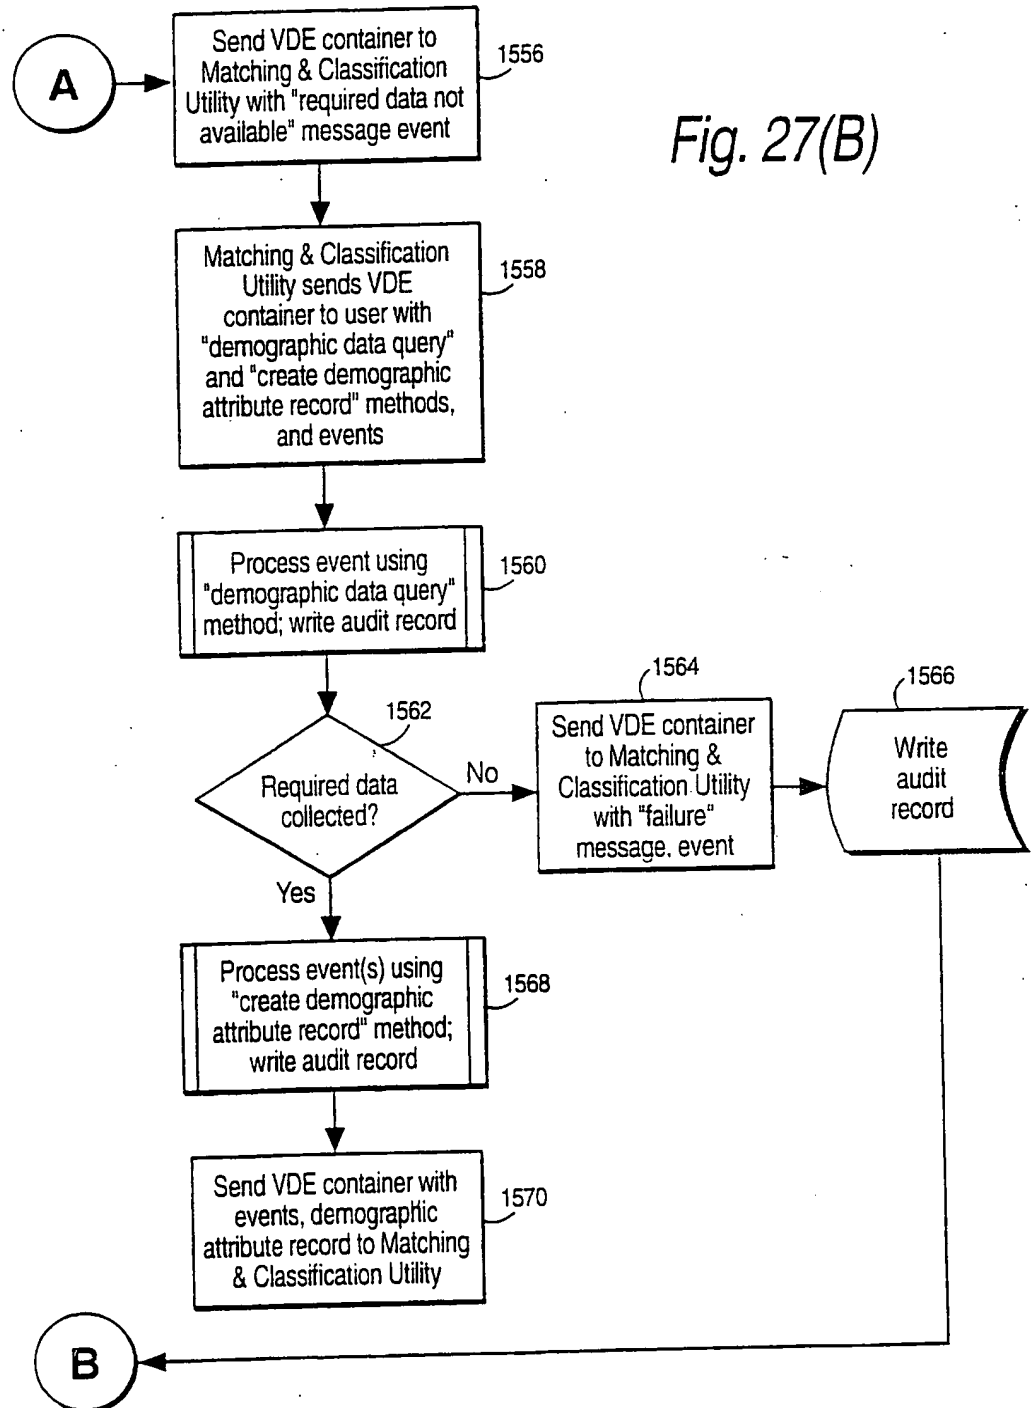 A
Send VDE container to
Matching & Classification
Utility with "required data not
available" message event
1556
Fig. 27(B)
Matching & Classification
Utility sends VDE
container to user with
"demographic data query"
and "create demographic
attribute record" methods,
and events
1558
Process event using
"demographic data query"
method; write audit record
1560
1562
Required data
collected?
No
Yes
1564
Send VDE container
to Matching &
Classification Utility
with "failure"
message, event
1566
Write
audit
record
Process event(s) using
"create demographic
attribute record" method;
write audit record
1568
Send VDE container with
events, demographic
attribute record to Matching
& Classification Utility
1570
B